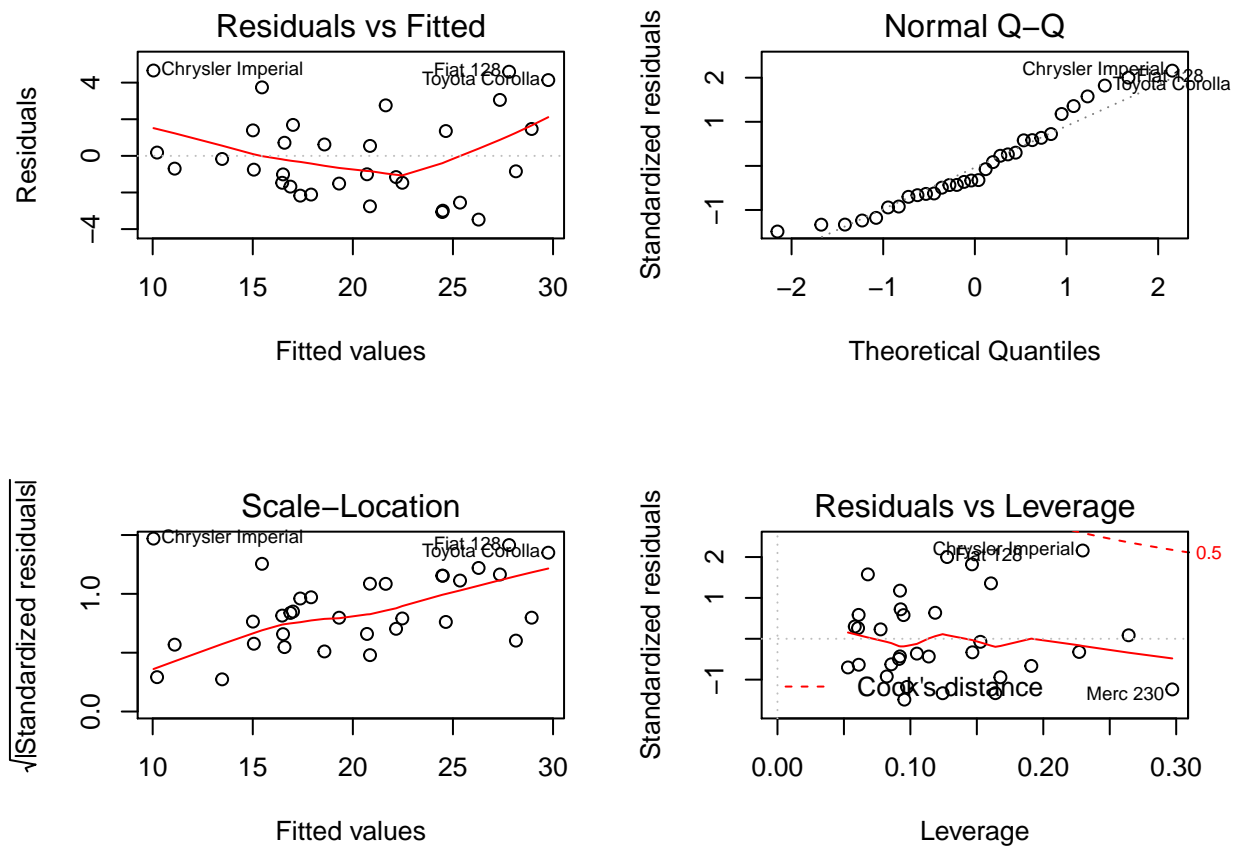 Residuals vs Fitted
Residuals
4
0
−4
Chrysler Imperial
Fiat 128
Toyota Corolla
10 15 20 25 30
Fitted values
Normal Q−Q
Standardized residuals
2
1
−1
Chrysler Imperial
Fiat 128
Toyota Corolla
−2 −1 0 1 2
Theoretical Quantiles
Scale−Location
√|Standardized residuals|
1.0
0.0
Chrysler Imperial
Fiat 128
Toyota Corolla
10 15 20 25 30
Fitted values
Residuals vs Leverage
Standardized residuals
2
1
−1
Chrysler Imperial
Fiat 128
0.5
Cook's distance
Merc 230
0.00 0.10 0.20 0.30
Leverage